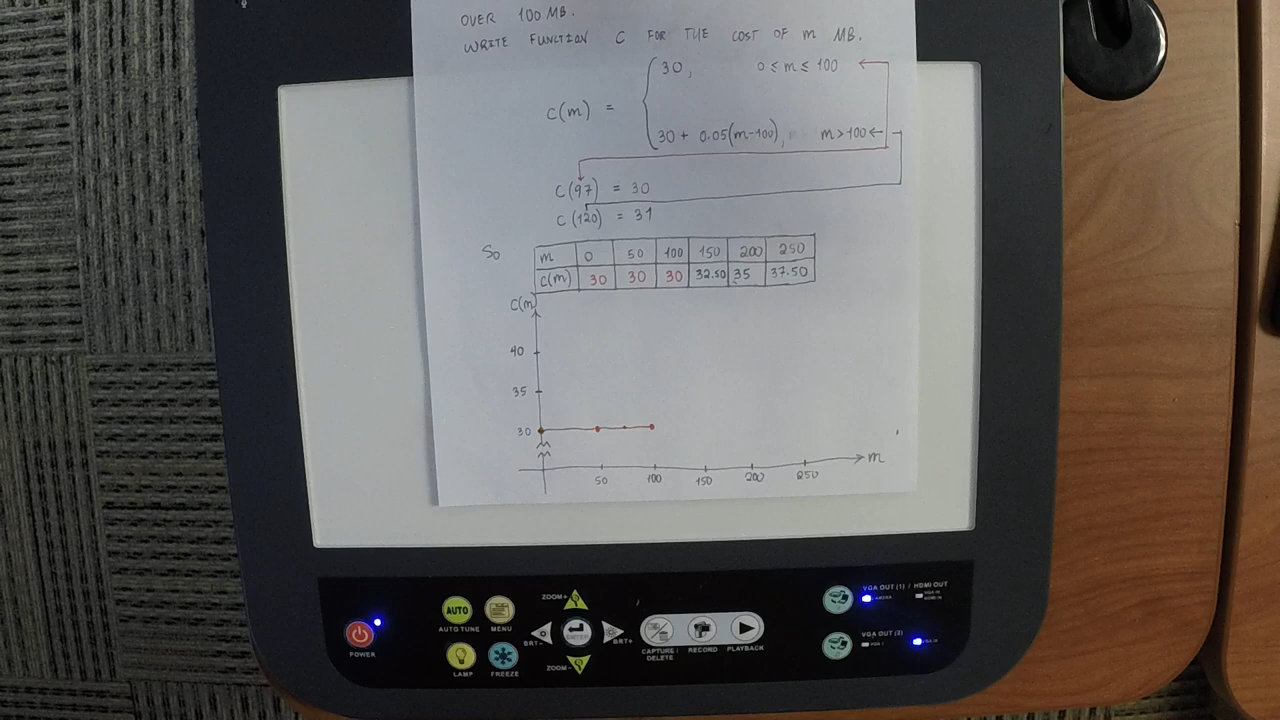 OVER 100 MB.
WRITE FUNCTION C FOR THE COST OF m MB.
30, 0 ≤ m ≤ 100
C(m) =
30 + 0.05(m-100), m > 100
C(97) = 30
C(120) = 31
So
m 0 50 100 150 200 250
C(m) 30 30 30 32.50 35 37.50
C(m)
40
35
30
m
50 100 150 200 250
POWER
AUTO
AUTO TUNE
MENU
LAMP
FREEZE
ZOOM+
BRT-
ENTER
BRT+
ZOOM-
CAPTURE /
DELETE
RECORD
PLAYBACK
VGA OUT (1) / HDMI OUT
VGA OUT (2)